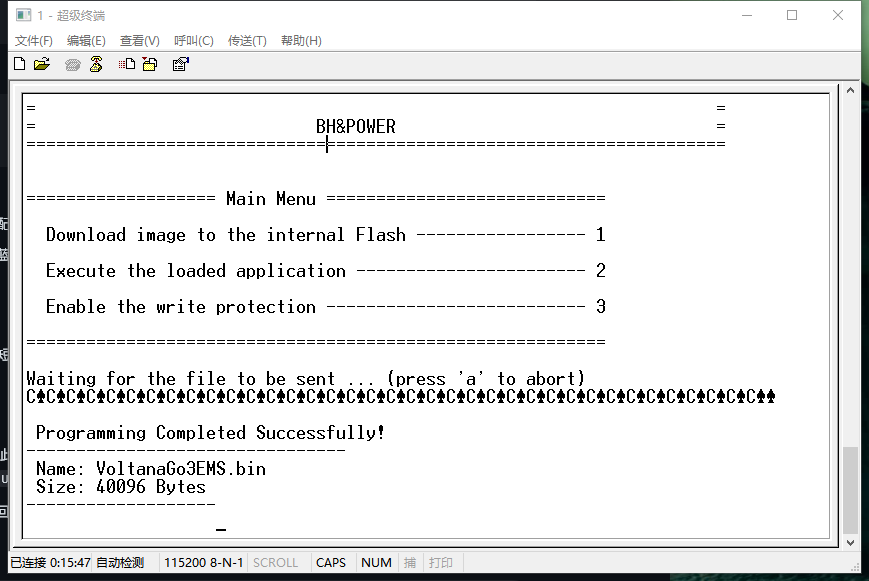 1 - 超级终端
文件(F) 编辑(E) 查看(V) 呼叫(C) 传送(T) 帮助(H)
= =
= BH&POWER =
======================================================================
=================== Main Menu ============================
Download image to the internal Flash ----------------- 1
Execute the loaded application ----------------------- 2
Enable the write protection -------------------------- 3
==========================================================
Waiting for the file to be sent ... (press 'a' to abort)
C♠C♠C♠C♠C♠C♠C♠C♠C♠C♠C♠C♠C♠C♠C♠C♠C♠C♠C♠C♠C♠C♠C♠C♠C♠C♠C♠C♠C♠C♠C♠C♠C♠C♠C♠C♠C♠♠
Programming Completed Successfully!
--------------------------------
Name: VoltanaGo3EMS.bin
Size: 40096 Bytes
-------------------
_
已连接 0:15:47 自动检测 115200 8-N-1 SCROLL CAPS NUM 捕 打印